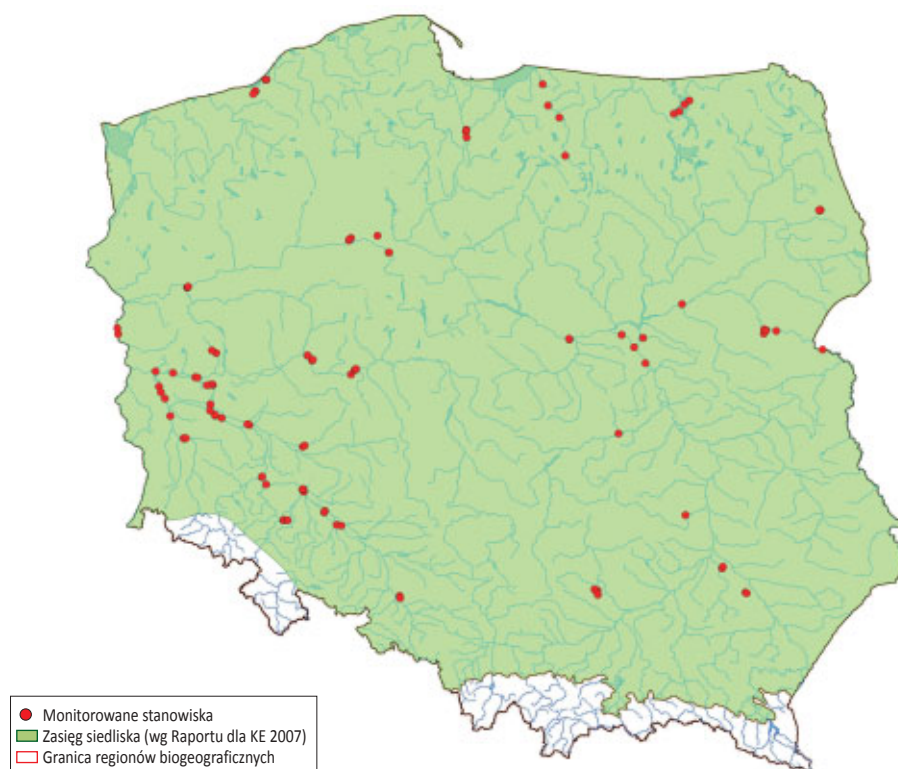 Monitorowane stanowiska
Zasięg siedliska (wg Raportu dla KE 2007)
Granica regionów biogeograficznych